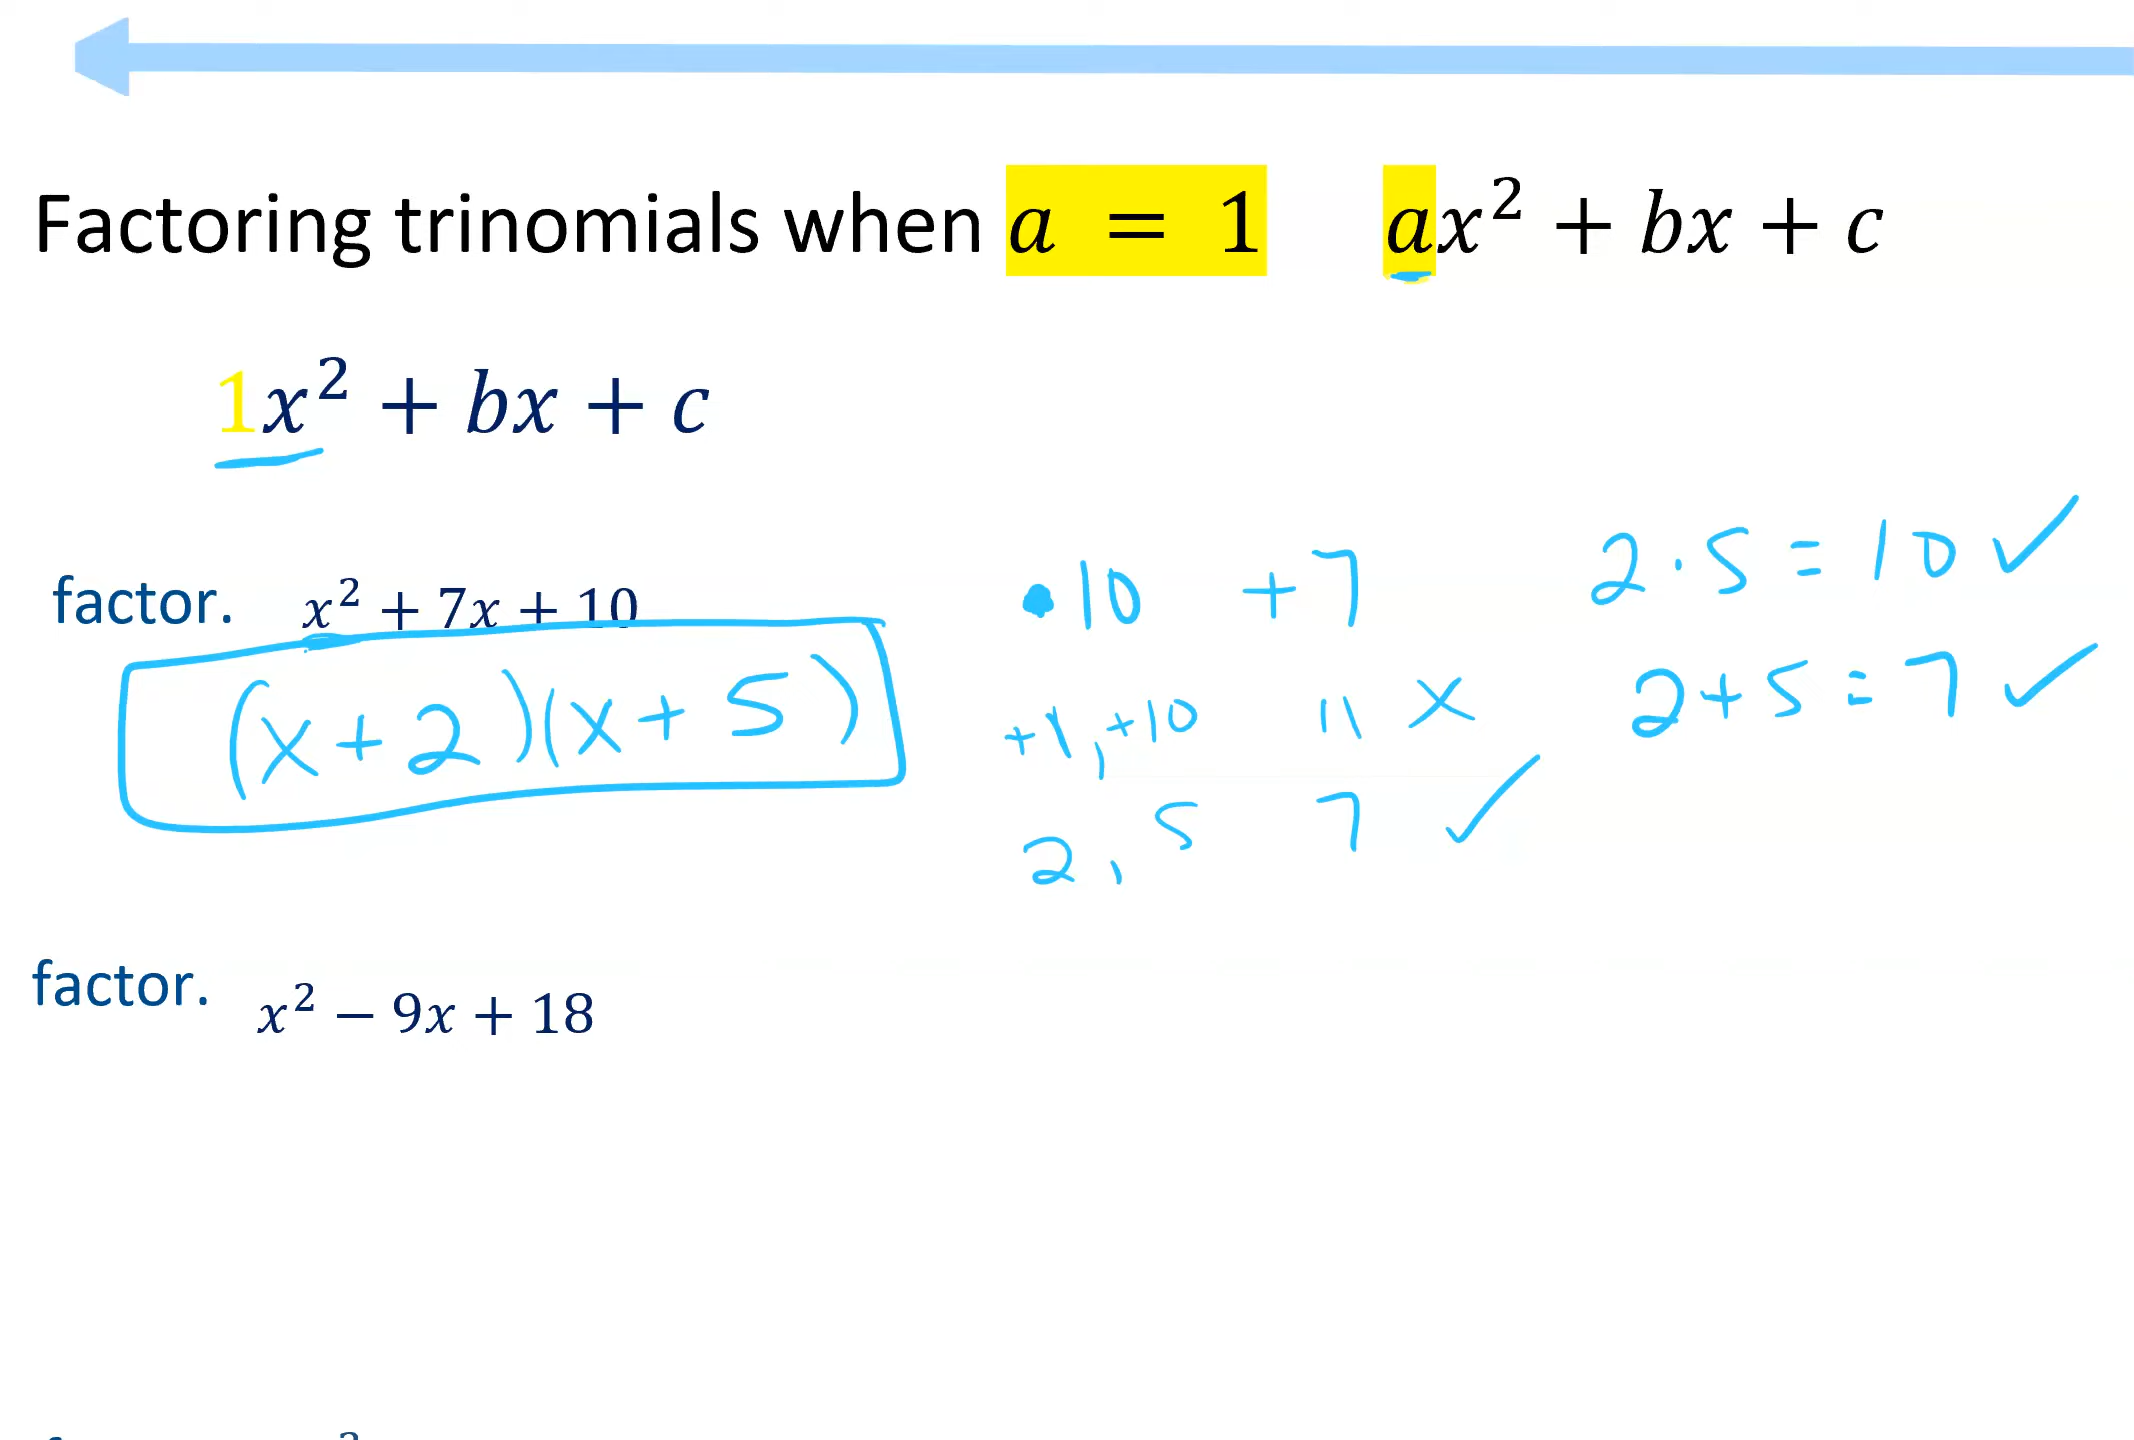 Factoring trinomials when a = 1 ax² + bx + c
1x² + bx + c
factor. x² + 7x + 10
•10 +7
2·5=10✓
(x+2)(x+5)
+1,+10 11 x
2+5=7✓
2,5 7 ✓
factor. x² − 9x + 18